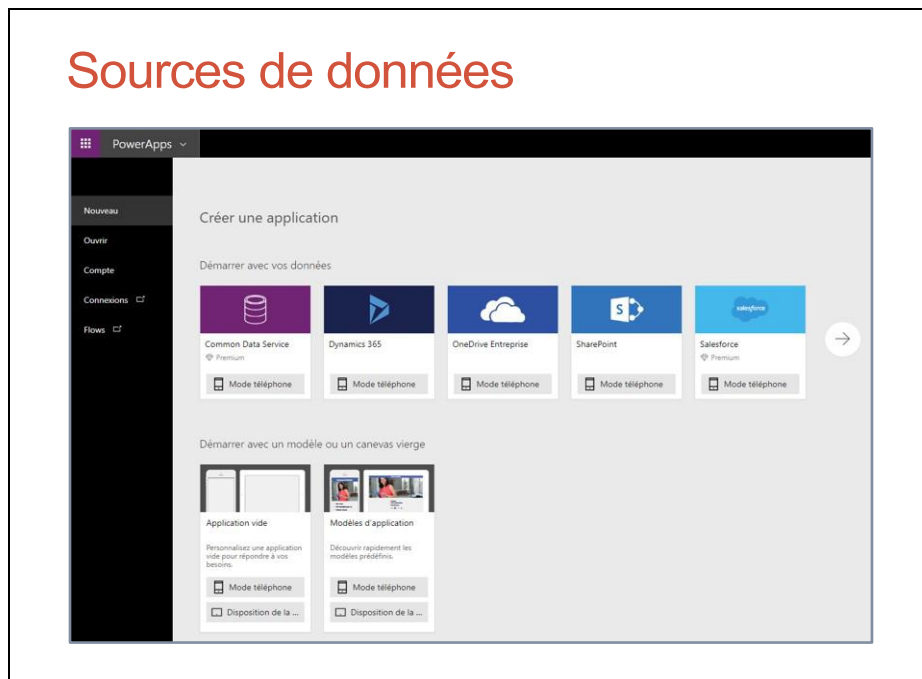 Sources de données
PowerApps
Nouveau
Ouvrir
Compte
Connexions
Flows
Créer une application
Démarrer avec vos données
Common Data Service
Premium
Mode téléphone
Dynamics 365
Mode téléphone
OneDrive Entreprise
Mode téléphone
SharePoint
Mode téléphone
salesforce
Salesforce
Premium
Mode téléphone
Démarrer avec un modèle ou un canevas vierge
Application vide
Personnalisez une application
vide pour répondre à vos
besoins.
Mode téléphone
Disposition de la ...
Modèles d'application
Découvrir rapidement les
modèles prédéfinis.
Mode téléphone
Disposition de la ...